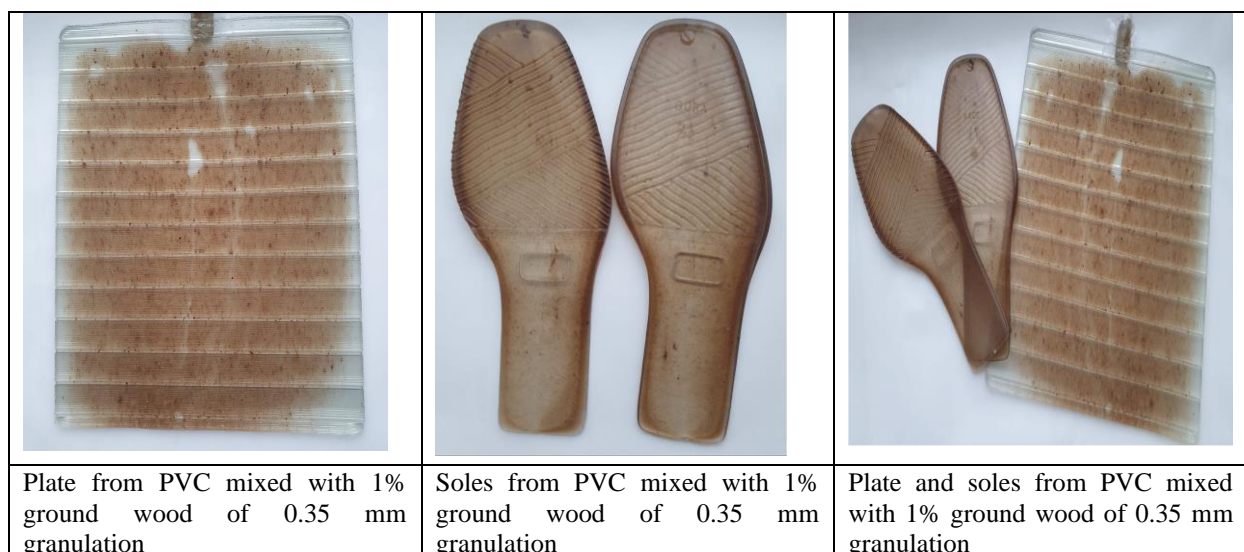 Plate from PVC mixed with 1%
ground wood of 0.35 mm
granulation
Soles from PVC mixed with 1%
ground wood of 0.35 mm
granulation
Plate and soles from PVC mixed
with 1% ground wood of 0.35 mm
granulation